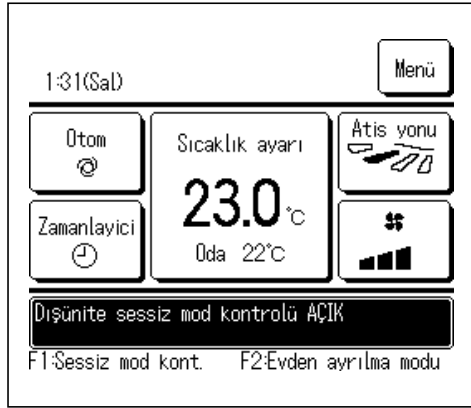 Menü
1:31(Sal)
Otom
Sıcaklık ayarı
Atis yonu
23.0°C
Zamanlayici
Oda 22°C
Dışünite sessiz mod kontrolü AÇIK
F1:Sessiz mod kont. F2:Evden ayrılma modu